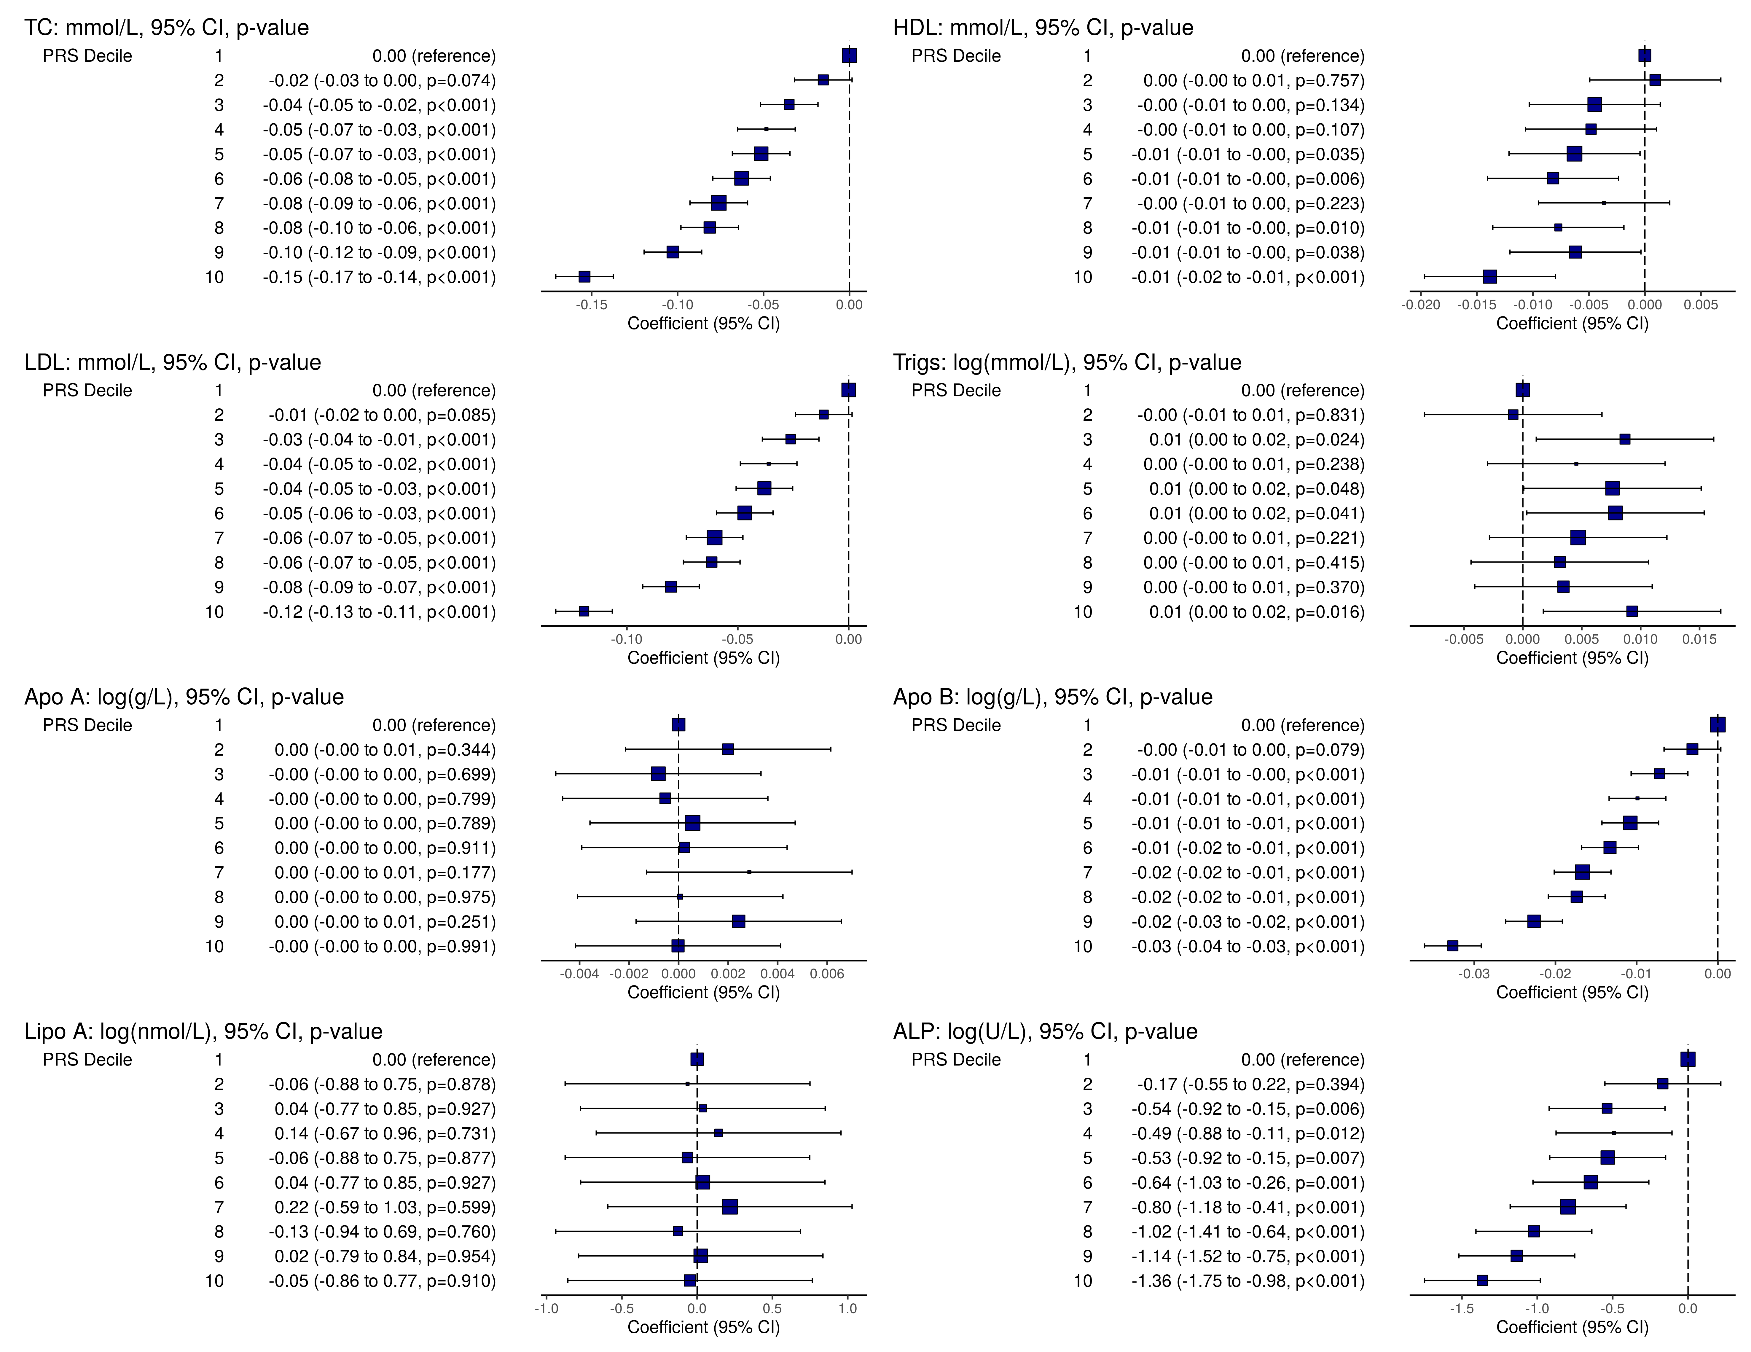 TC: mmol/L, 95% CI, p-value
PRS Decile 1 0.00 (reference)
2 -0.02 (-0.03 to 0.00, p=0.074)
3 -0.04 (-0.05 to -0.02, p<0.001)
4 -0.05 (-0.07 to -0.03, p<0.001)
5 -0.05 (-0.07 to -0.03, p<0.001)
6 -0.06 (-0.08 to -0.05, p<0.001)
7 -0.08 (-0.09 to -0.06, p<0.001)
8 -0.08 (-0.10 to -0.06, p<0.001)
9 -0.10 (-0.12 to -0.09, p<0.001)
10 -0.15 (-0.17 to -0.14, p<0.001)
-0.15 -0.10 -0.05 0.00
Coefficient (95% CI)
HDL: mmol/L, 95% CI, p-value
PRS Decile 1 0.00 (reference)
2 0.00 (-0.00 to 0.01, p=0.757)
3 -0.00 (-0.01 to 0.00, p=0.134)
4 -0.00 (-0.01 to 0.00, p=0.107)
5 -0.01 (-0.01 to -0.00, p=0.035)
6 -0.01 (-0.01 to -0.00, p=0.006)
7 -0.00 (-0.01 to 0.00, p=0.223)
8 -0.01 (-0.01 to -0.00, p=0.010)
9 -0.01 (-0.01 to -0.00, p=0.038)
10 -0.01 (-0.02 to -0.01, p<0.001)
-0.020 -0.015 -0.010 -0.005 0.000 0.005
Coefficient (95% CI)
LDL: mmol/L, 95% CI, p-value
PRS Decile 1 0.00 (reference)
2 -0.01 (-0.02 to 0.00, p=0.085)
3 -0.03 (-0.04 to -0.01, p<0.001)
4 -0.04 (-0.05 to -0.02, p<0.001)
5 -0.04 (-0.05 to -0.03, p<0.001)
6 -0.05 (-0.06 to -0.03, p<0.001)
7 -0.06 (-0.07 to -0.05, p<0.001)
8 -0.06 (-0.07 to -0.05, p<0.001)
9 -0.08 (-0.09 to -0.07, p<0.001)
10 -0.12 (-0.13 to -0.11, p<0.001)
-0.10 -0.05 0.00
Coefficient (95% CI)
Trigs: log(mmol/L), 95% CI, p-value
PRS Decile 1 0.00 (reference)
2 -0.00 (-0.01 to 0.01, p=0.831)
3 0.01 (0.00 to 0.02, p=0.024)
4 0.00 (-0.00 to 0.01, p=0.238)
5 0.01 (0.00 to 0.02, p=0.048)
6 0.01 (0.00 to 0.02, p=0.041)
7 0.00 (-0.00 to 0.01, p=0.221)
8 0.00 (-0.00 to 0.01, p=0.415)
9 0.00 (-0.00 to 0.01, p=0.370)
10 0.01 (0.00 to 0.02, p=0.016)
-0.005 0.000 0.005 0.010 0.015
Coefficient (95% CI)
Apo A: log(g/L), 95% CI, p-value
PRS Decile 1 0.00 (reference)
2 0.00 (-0.00 to 0.01, p=0.344)
3 -0.00 (-0.00 to 0.00, p=0.699)
4 -0.00 (-0.00 to 0.00, p=0.799)
5 0.00 (-0.00 to 0.00, p=0.789)
6 0.00 (-0.00 to 0.00, p=0.911)
7 0.00 (-0.00 to 0.01, p=0.177)
8 0.00 (-0.00 to 0.00, p=0.975)
9 0.00 (-0.00 to 0.01, p=0.251)
10 -0.00 (-0.00 to 0.00, p=0.991)
-0.004 -0.002 0.000 0.002 0.004 0.006
Coefficient (95% CI)
Apo B: log(g/L), 95% CI, p-value
PRS Decile 1 0.00 (reference)
2 -0.00 (-0.01 to 0.00, p=0.079)
3 -0.01 (-0.01 to -0.00, p<0.001)
4 -0.01 (-0.01 to -0.01, p<0.001)
5 -0.01 (-0.01 to -0.01, p<0.001)
6 -0.01 (-0.02 to -0.01, p<0.001)
7 -0.02 (-0.02 to -0.01, p<0.001)
8 -0.02 (-0.02 to -0.01, p<0.001)
9 -0.02 (-0.03 to -0.02, p<0.001)
10 -0.03 (-0.04 to -0.03, p<0.001)
-0.03 -0.02 -0.01 0.00
Coefficient (95% CI)
Lipo A: log(nmol/L), 95% CI, p-value
PRS Decile 1 0.00 (reference)
2 -0.06 (-0.88 to 0.75, p=0.878)
3 0.04 (-0.77 to 0.85, p=0.927)
4 0.14 (-0.67 to 0.96, p=0.731)
5 -0.06 (-0.88 to 0.75, p=0.877)
6 0.04 (-0.77 to 0.85, p=0.927)
7 0.22 (-0.59 to 1.03, p=0.599)
8 -0.13 (-0.94 to 0.69, p=0.760)
9 0.02 (-0.79 to 0.84, p=0.954)
10 -0.05 (-0.86 to 0.77, p=0.910)
-1.0 -0.5 0.0 0.5 1.0
Coefficient (95% CI)
ALP: log(U/L), 95% CI, p-value
PRS Decile 1 0.00 (reference)
2 -0.17 (-0.55 to 0.22, p=0.394)
3 -0.54 (-0.92 to -0.15, p=0.006)
4 -0.49 (-0.88 to -0.11, p=0.012)
5 -0.53 (-0.92 to -0.15, p=0.007)
6 -0.64 (-1.03 to -0.26, p=0.001)
7 -0.80 (-1.18 to -0.41, p<0.001)
8 -1.02 (-1.41 to -0.64, p<0.001)
9 -1.14 (-1.52 to -0.75, p<0.001)
10 -1.36 (-1.75 to -0.98, p<0.001)
-1.5 -1.0 -0.5 0.0
Coefficient (95% CI)